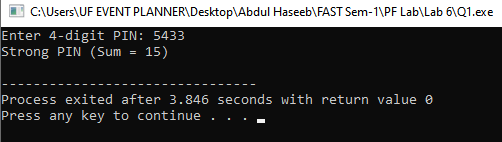 C:\Users\UF EVENT PLANNER\Desktop\Abdul Haseeb\FAST Sem-1\PF Lab\Lab 6\Q1.exe
Enter 4-digit PIN: 5433
Strong PIN (Sum = 15)
--------------------------------
Process exited after 3.846 seconds with return value 0
Press any key to continue . . .